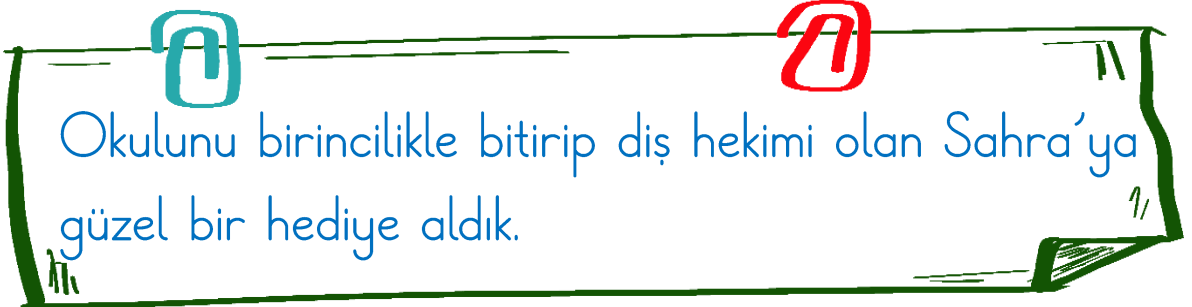 Okulunu birincilikle bitirip diş hekimi olan Sahra'ya
güzel bir hediye aldık.